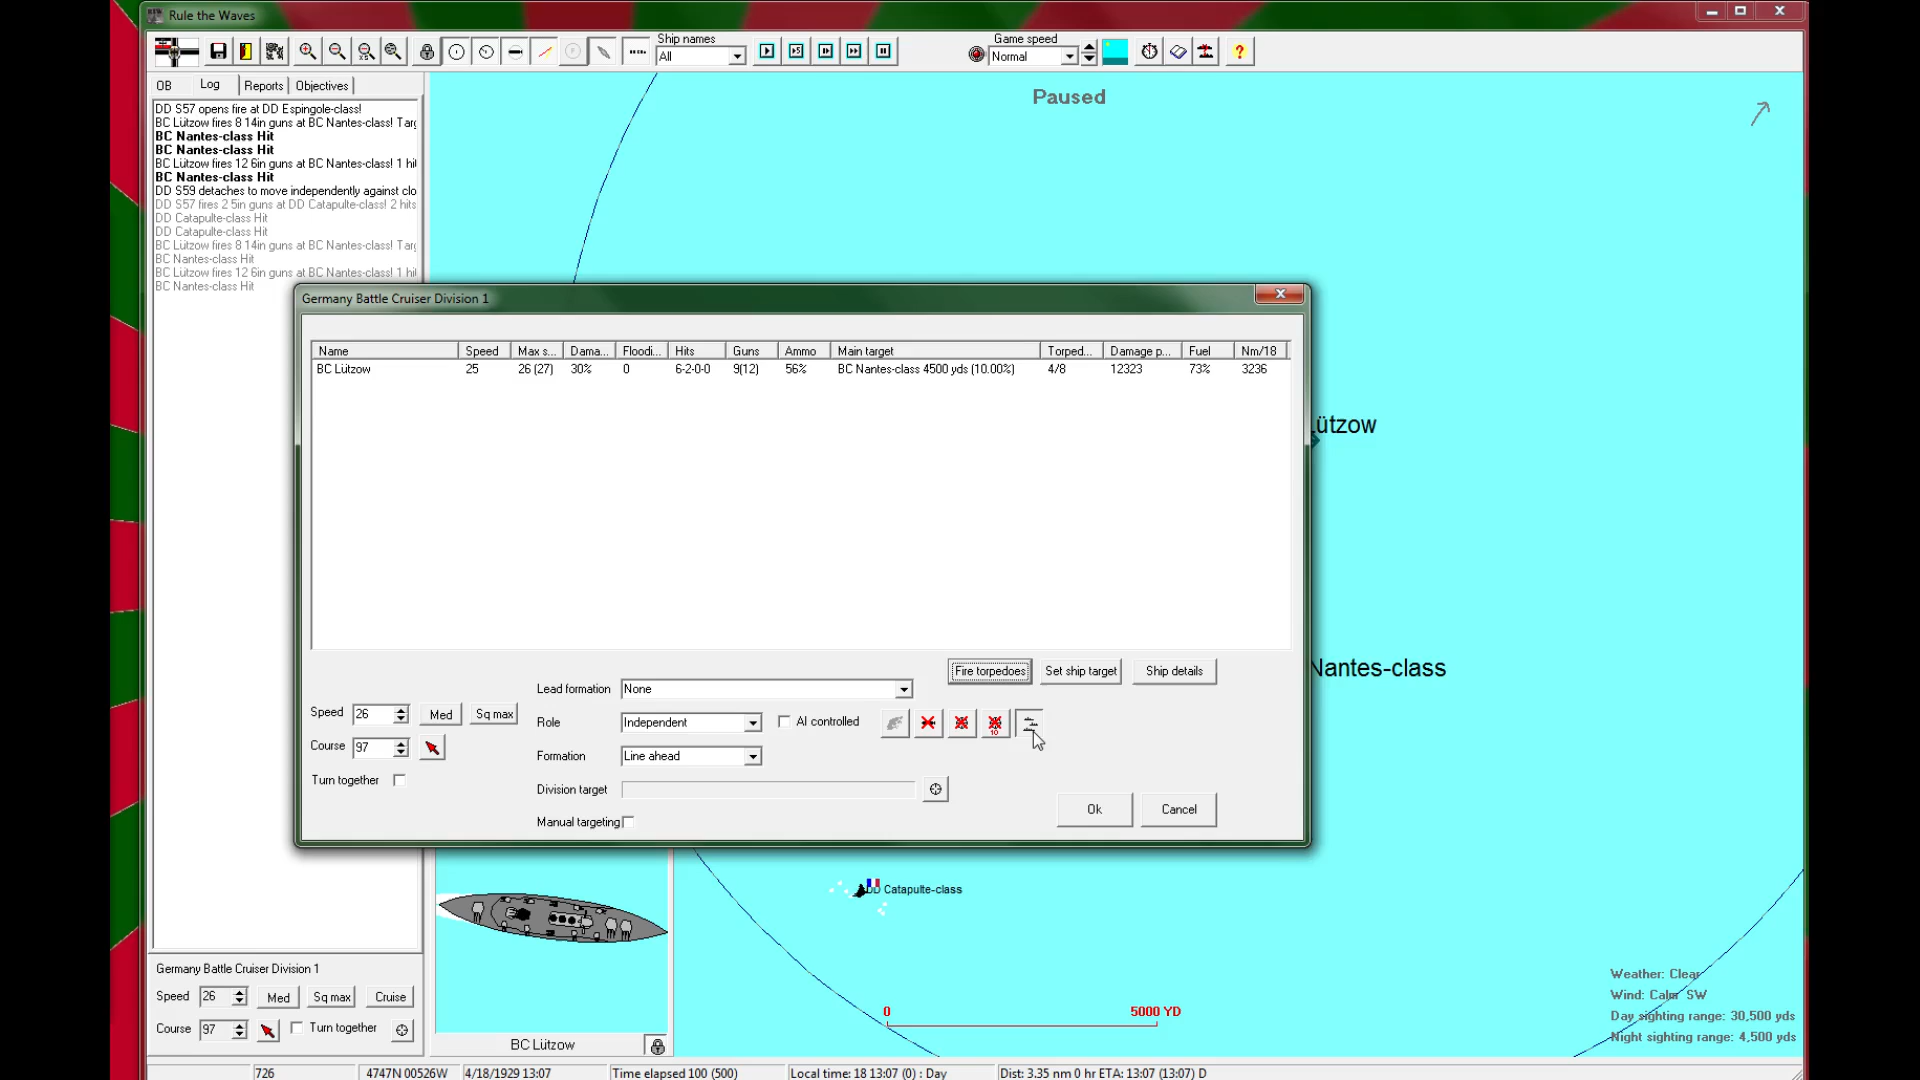 Rule the Waves
Ship names
All
Game speed
Normal
?
OB
Log
Reports
Objectives
DD S57 opens fire at DD Espingole-class!
BC Lützow fires 8 14in guns at BC Nantes-class! Targ
BC Nantes-class Hit
BC Nantes-class Hit
BC Lützow fires 12 6in guns at BC Nantes-class! 1 hit
BC Nantes-class Hit
DD S59 detaches to move independently against clo
DD S57 fires 2 5in guns at DD Catapulte-class! 2 hits
DD Catapulte-class Hit
DD Catapulte-class Hit
BC Lützow fires 8 14in guns at BC Nantes-class! Targ
BC Nantes-class Hit
BC Lützow fires 12 6in guns at BC Nantes-class! 1 hit
BC Nantes-class Hit
Paused
Germany Battle Cruiser Division 1
Name Speed Max s... Dama... Floodi... Hits Guns Ammo Main target Torped... Damage p... Fuel Nm/18
BC Lützow 25 26 (27) 30% 0 6-2-0-0 9(12) 56% BC Nantes-class 4500 yds (10.00%) 4/8 12323 73% 3236
Fire torpedoes
Set ship target
Ship details
Lead formation None
Speed 26 Med Sq max
Role Independent
AI controlled
10
Course 97
Formation Line ahead
Turn together
Division target
Manual targeting
Ok
Cancel
ützow
Nantes-class
DD Catapulte-class
0 5000 YD
Weather: Clear
Wind: Calm SW
Day sighting range: 30,500 yds
Night sighting range: 4,500 yds
Germany Battle Cruiser Division 1
Speed 26 Med Sq max Cruise
Course 97 Turn together
BC Lützow
726
4747N 00526W
4/18/1929 13:07
Time elapsed 100 (500)
Local time: 18 13:07 (0) : Day
Dist: 3.35 nm 0 hr ETA: 13:07 (13:07) D